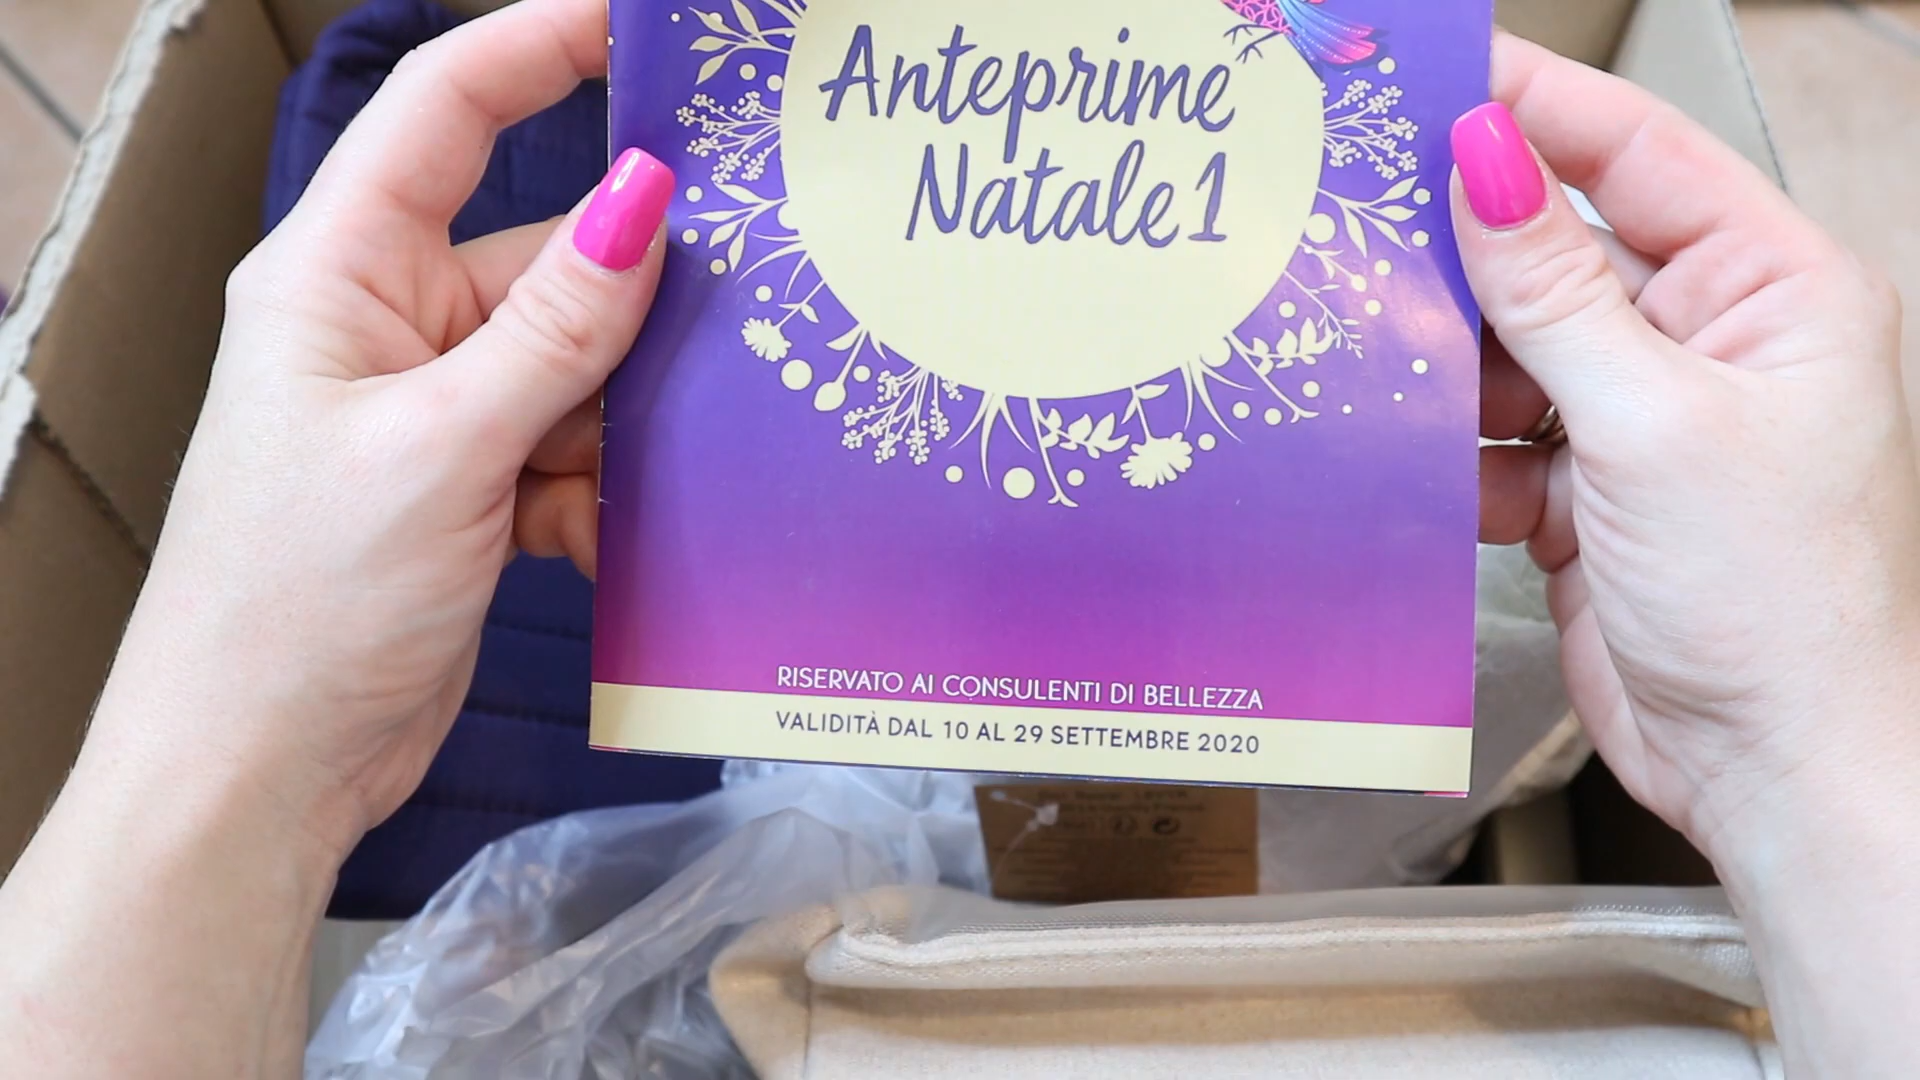 Anteprime
Natale 1
RISERVATO AI CONSULENTI DI BELLEZZA
VALIDITÀ DAL 10 AL 29 SETTEMBRE 2020